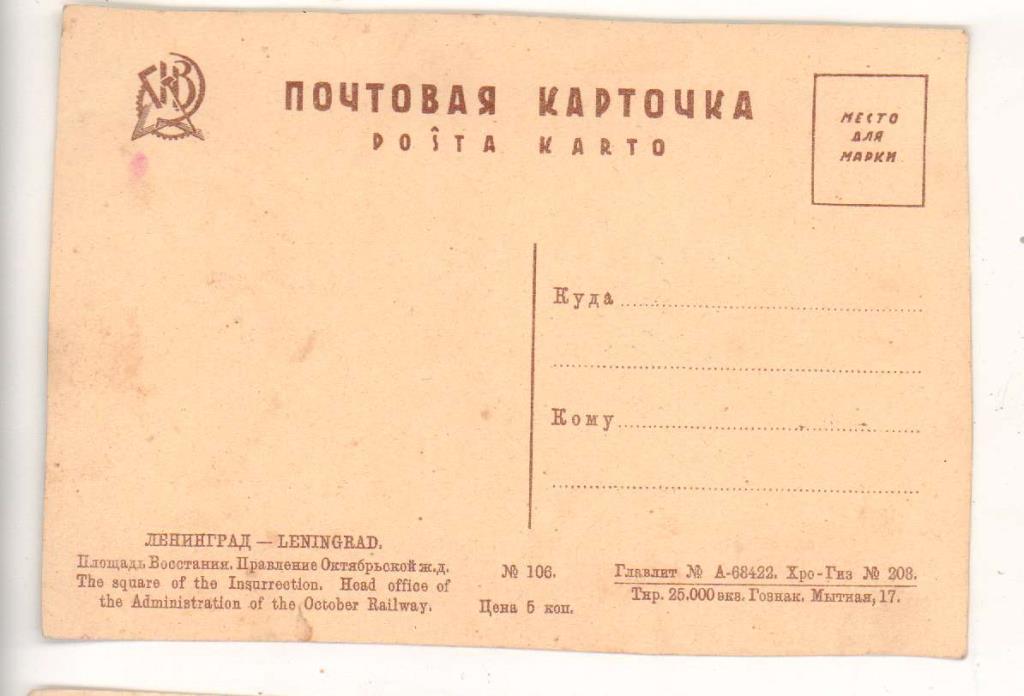 ПОЧТОВАЯ КАРТОЧКА
POŜTA KARTO
МЕСТО
ДЛЯ
МАРКИ
Куда
Кому
ЛЕНИНГРАД — LENINGRAD.
Площадь Восстания. Правление Октябрьской ж.д.
The square of the Insurrection. Head office of
the Administration of the October Railway.
№ 106.
Цена 5 коп.
Главлит № А-68422. Хро-Гиз № 208.
Тир. 25.000 вкв. Гознак. Мытная, 17.